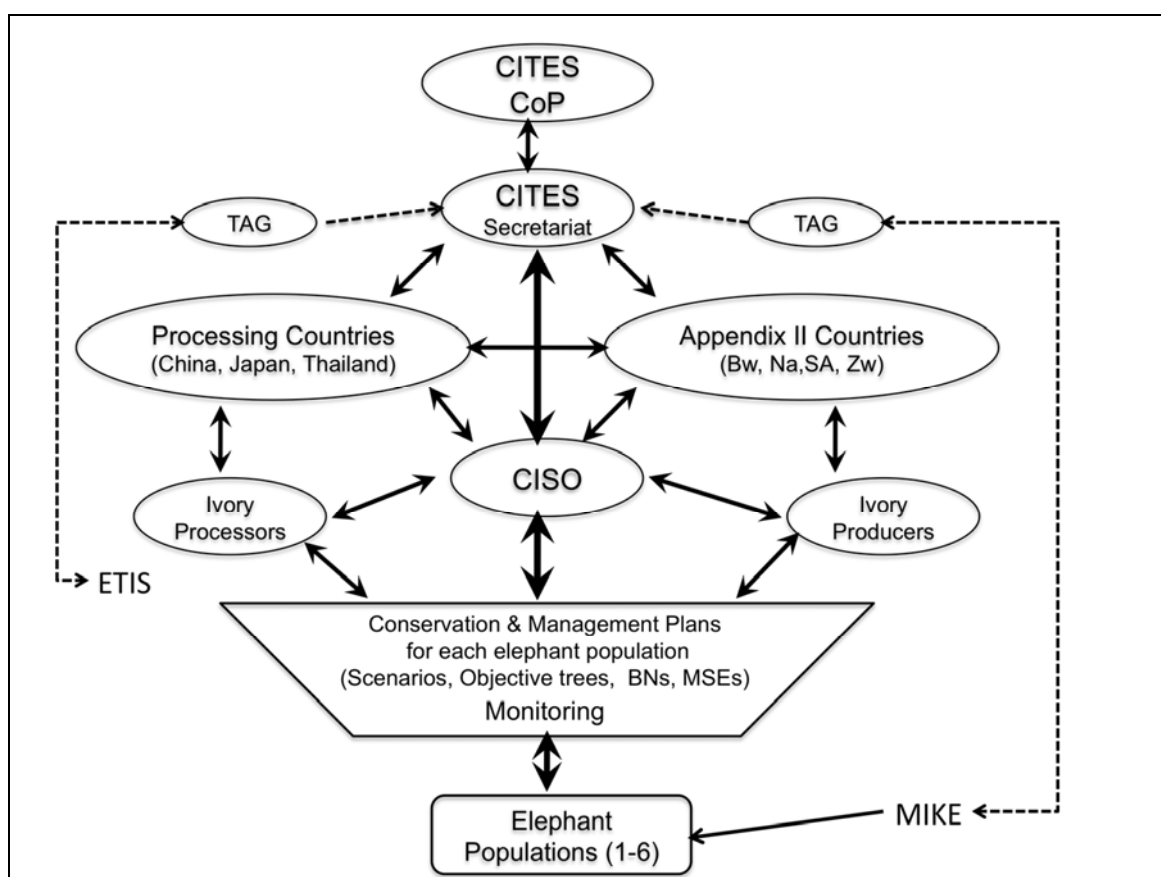 CITES
CoP
CITES
Secretariat
TAG
TAG
Processing Countries
(China, Japan, Thailand)
Appendix II Countries
(Bw, Na,SA, Zw)
CISO
Ivory
Processors
Ivory
Producers
ETIS
Conservation & Management Plans
for each elephant population
(Scenarios, Objective trees, BNs, MSEs)
Monitoring
Elephant
Populations (1-6)
MIKE